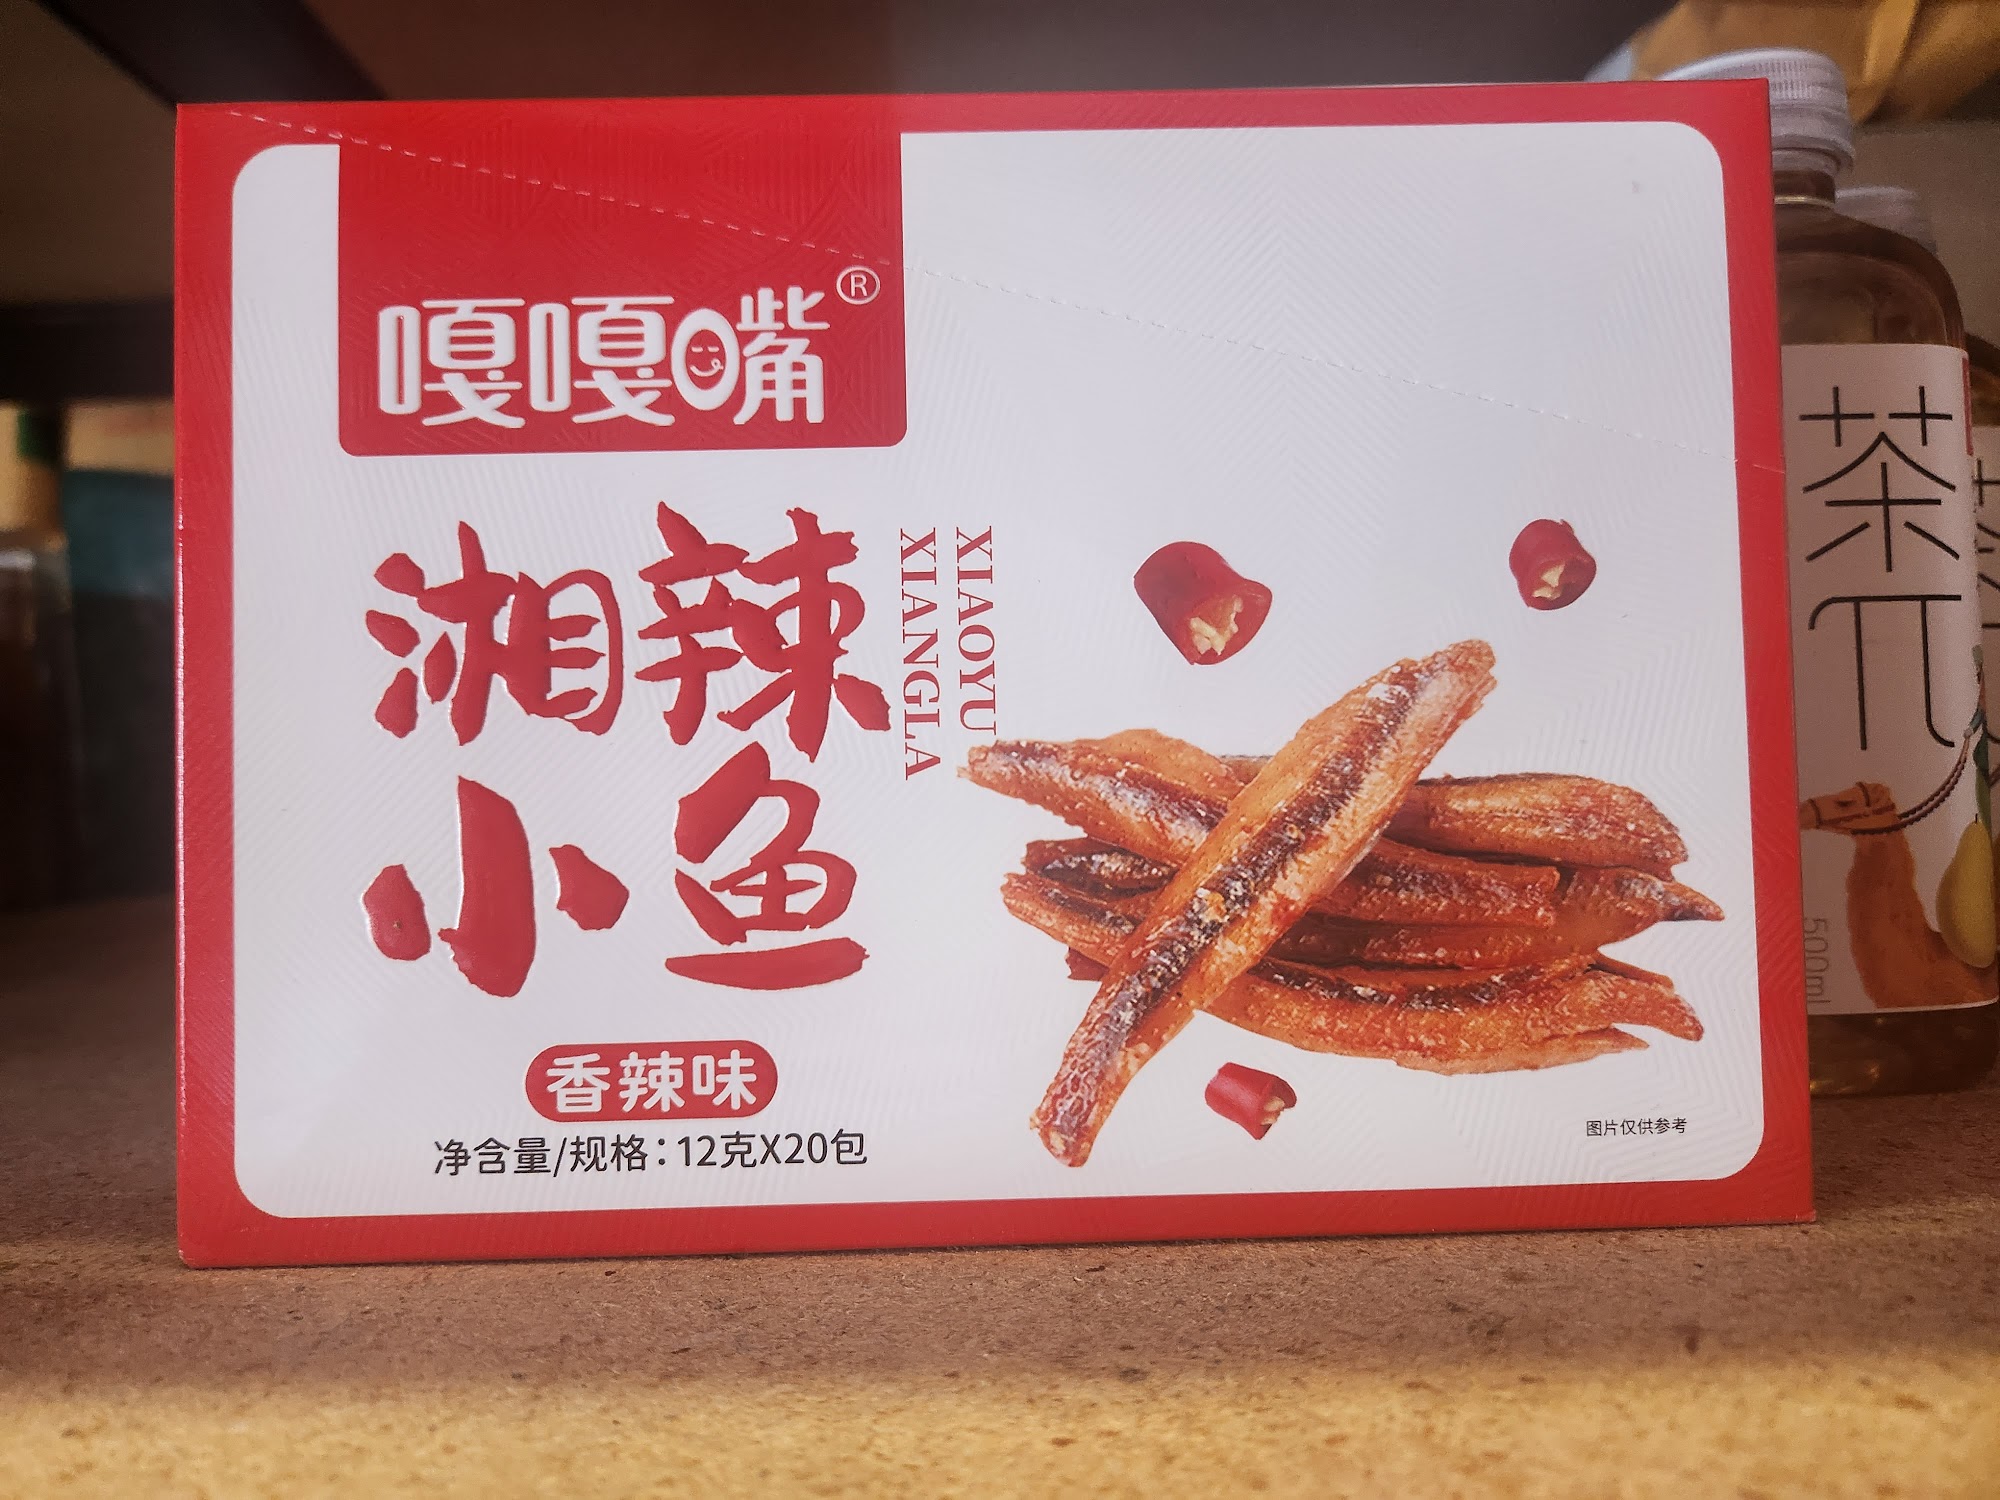 嘎嘎嘴®
湘辣
小鱼
XIAOYU
XIANGLA
香辣味
净含量/规格：12克X20包
图片仅供参考
茶
500ml